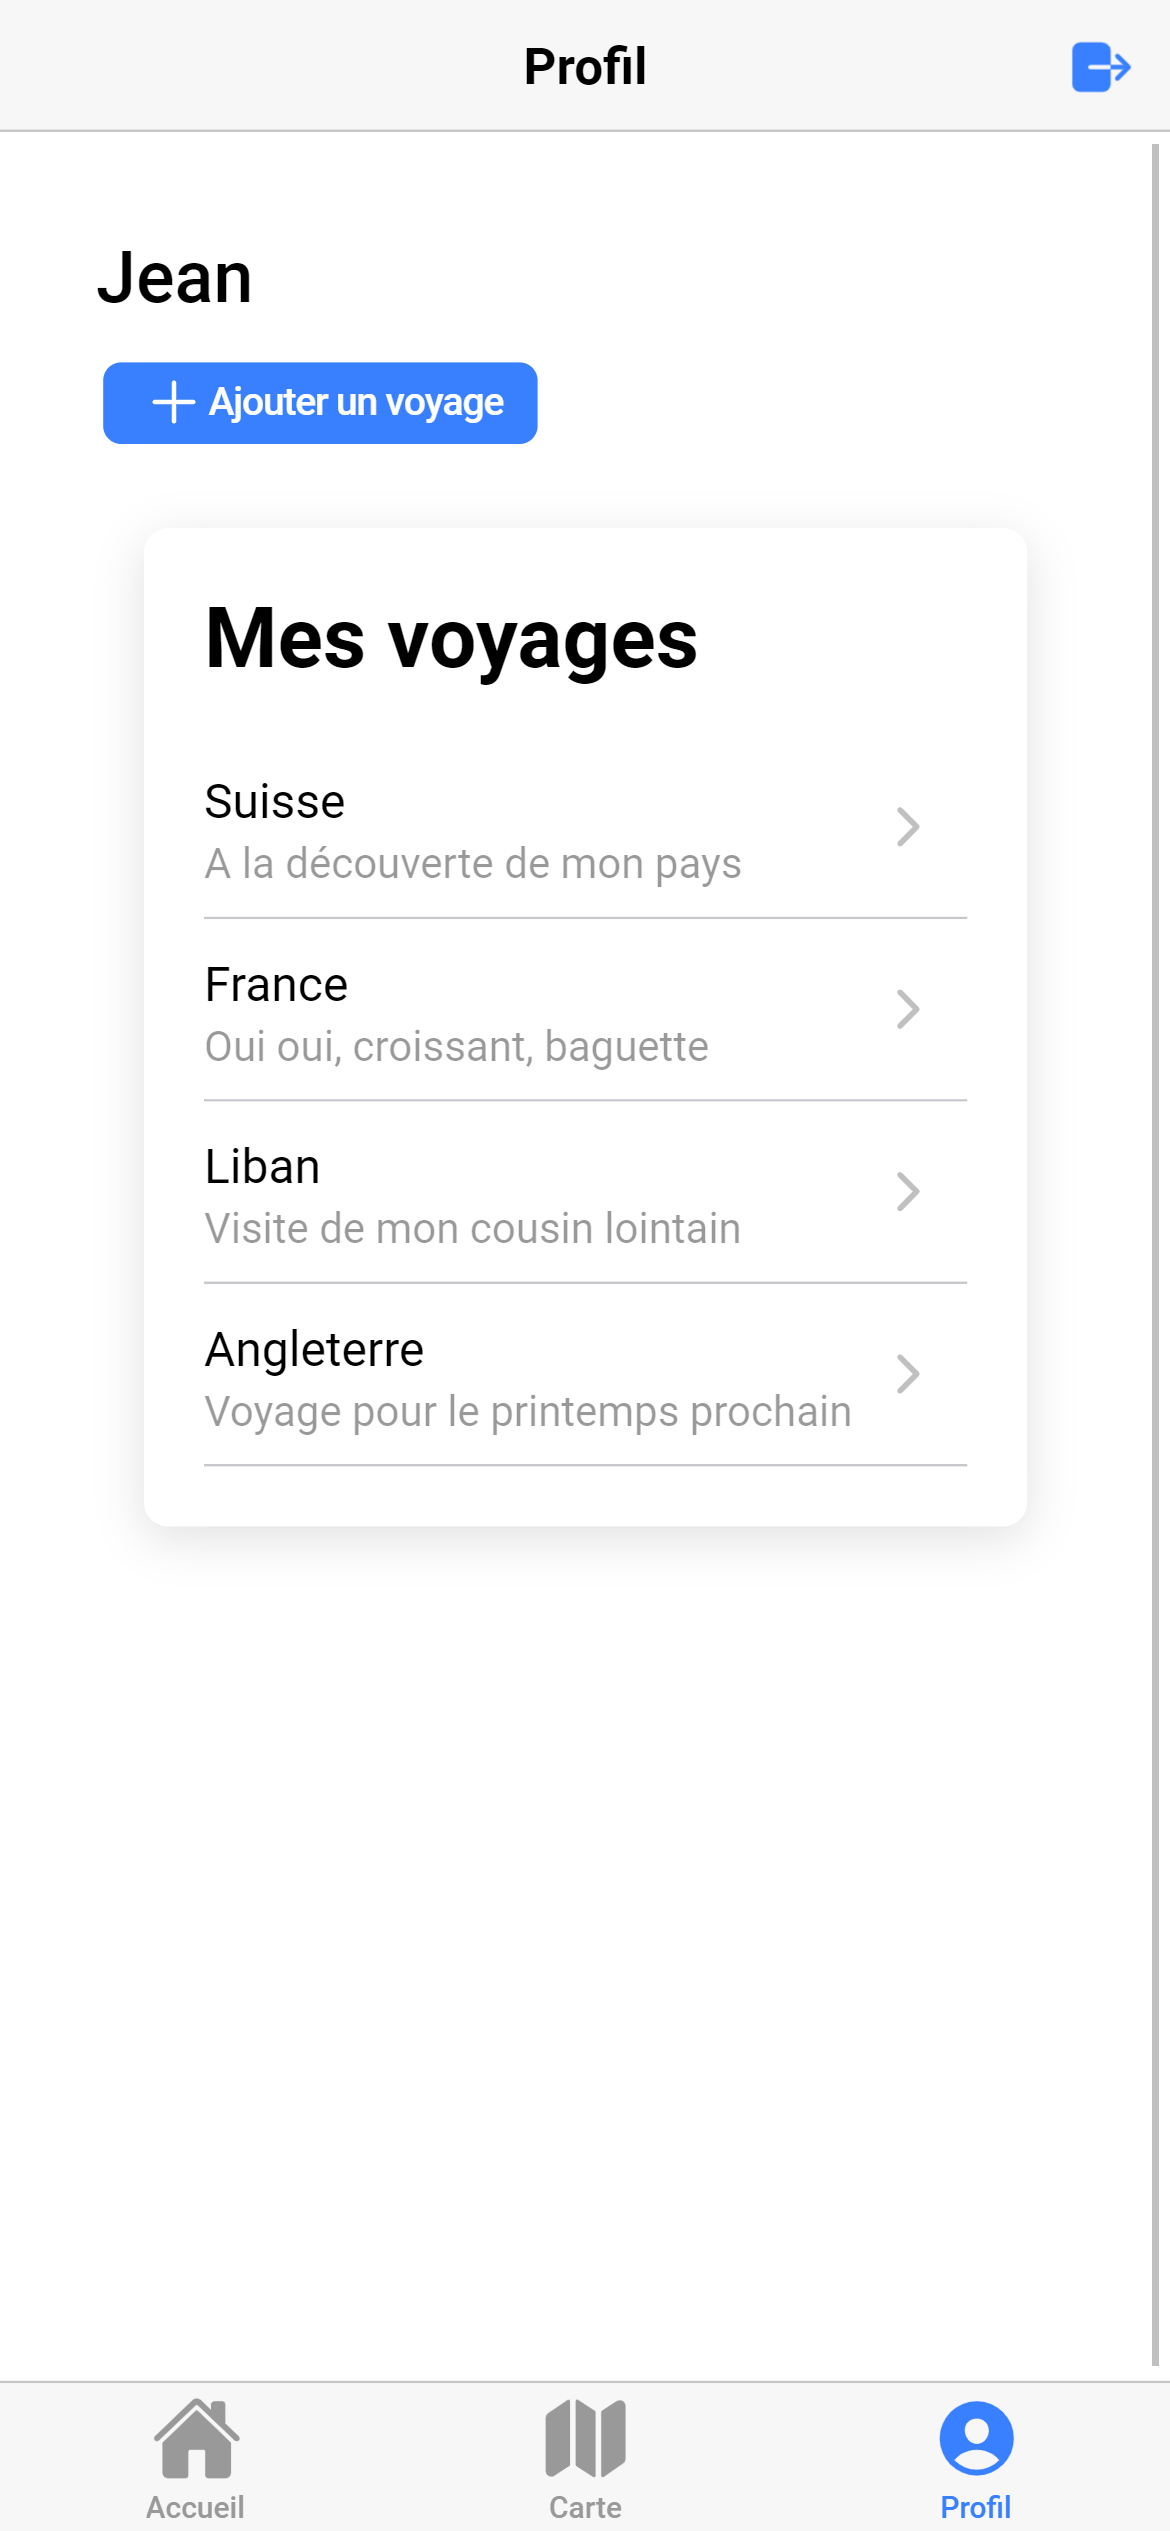 Profil
Jean
Ajouter un voyage
Mes voyages
Suisse
A la découverte de mon pays
France
Oui oui, croissant, baguette
Liban
Visite de mon cousin lointain
Angleterre
Voyage pour le printemps prochain
Accueil
Carte
Profil